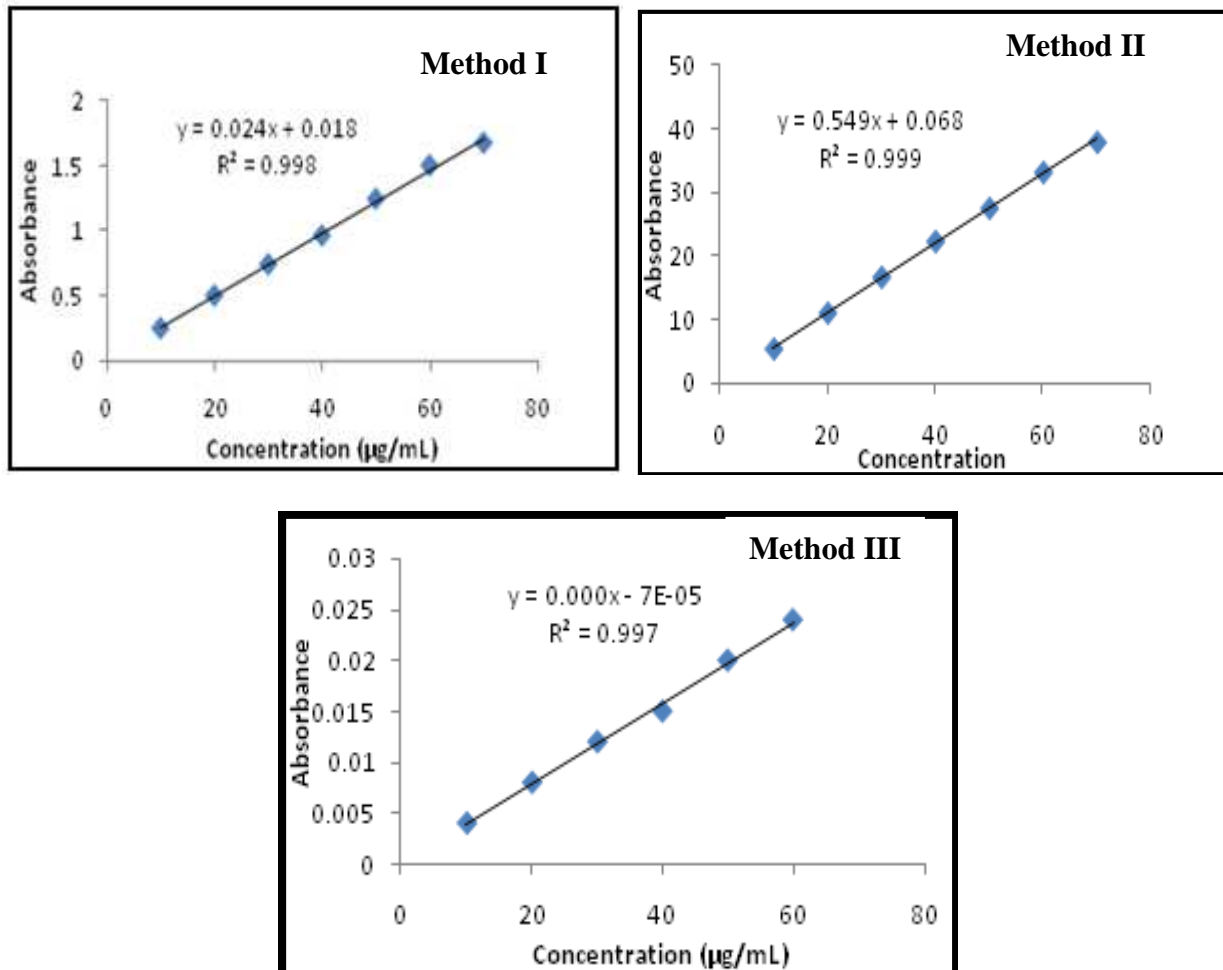 Method I
y = 0.024x + 0.018
R² = 0.998
Absorbance
2
1.5
1
0.5
0
0 20 40 60 80
Concentration (µg/mL)
Method II
y = 0.549x + 0.068
R² = 0.999
Absorbance
50
40
30
20
10
0
0 20 40 60 80
Concentration
Method III
y = 0.000x - 7E-05
R² = 0.997
Absorbance
0.03
0.025
0.02
0.015
0.01
0.005
0
0 20 40 60 80
Concentration (µg/mL)